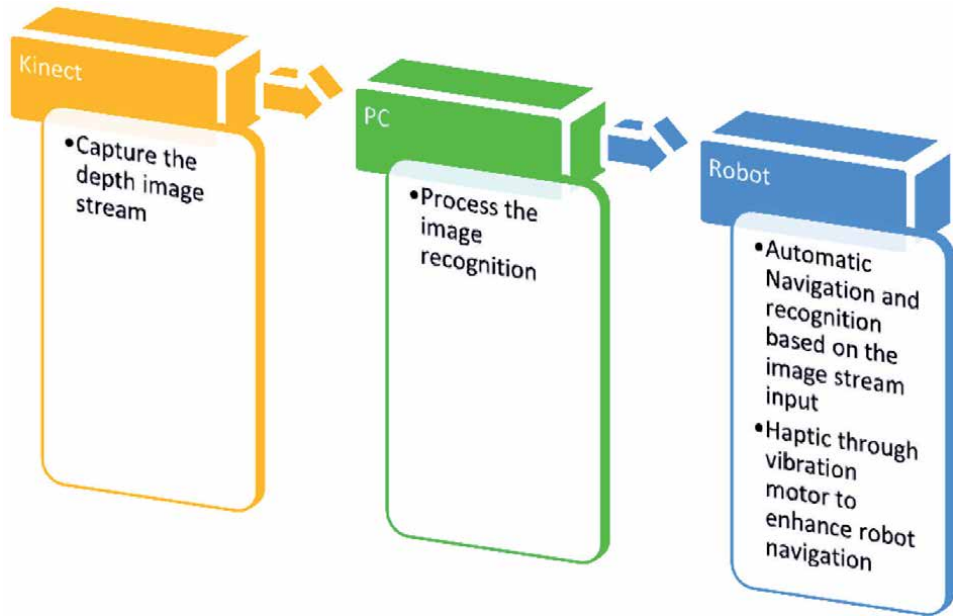 Kinect
•Capture the
depth image
stream
PC
•Process the
image
recognition
Robot
•Automatic
Navigation and
recognition
based on the
image stream
input
•Haptic through
vibration
motor to
enhance robot
navigation